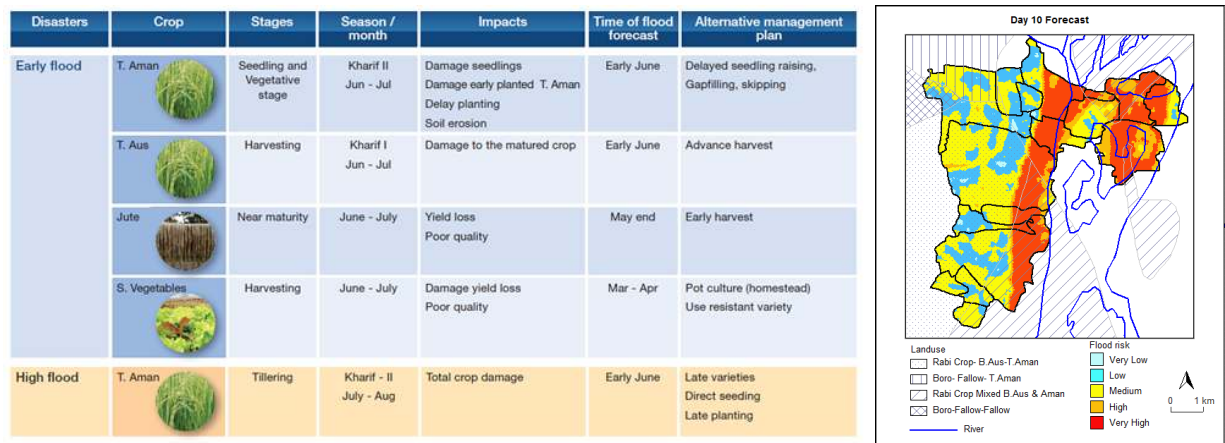 Disasters Crop Stages Season / month Impacts Time of flood forecast Alternative management plan
Early flood
T. Aman
Seedling and
Vegetative
stage
Kharif II
Jun - Jul
Damage seedlings
Damage early planted T. Aman
Delay planting
Soil erosion
Early June
Delayed seedling raising,
Gapfilling, skipping
T. Aus
Harvesting
Kharif I
Jun - Jul
Damage to the matured crop
Early June
Advance harvest
Jute
Near maturity
June - July
Yield loss
Poor quality
May end
Early harvest
S. Vegetables
Harvesting
June - July
Damage yield loss
Poor quality
Mar - Apr
Pot culture (homestead)
Use resistant variety
High flood
T. Aman
Tillering
Kharif - II
July - Aug
Total crop damage
Early June
Late varieties
Direct seeding
Late planting
Day 10 Forecast
Landuse
Rabi Crop- B.Aus-T.Aman
Boro- Fallow- T.Aman
Rabi Crop Mixed B.Aus & Aman
Boro-Fallow-Fallow
River
Flood risk
Very Low
Low
Medium
High
Very High
0 1 km